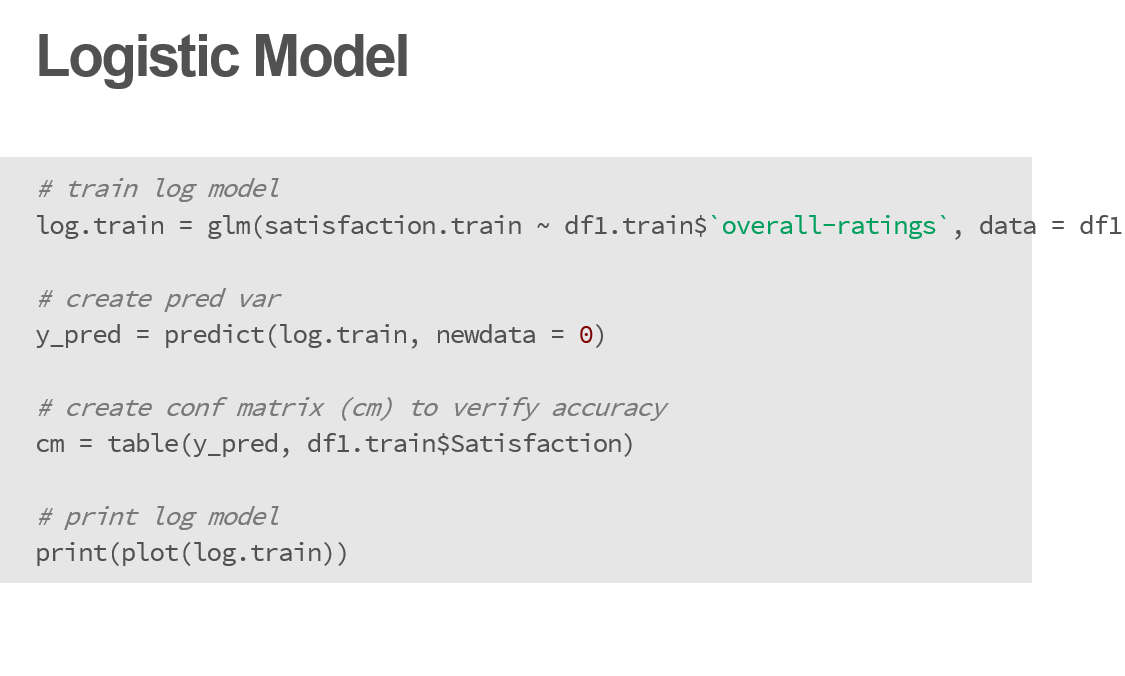 Logistic Model
# train log model
log.train = glm(satisfaction.train ~ df1.train$`overall-ratings`, data = df1
# create pred var
y_pred = predict(log.train, newdata = 0)
# create conf matrix (cm) to verify accuracy
cm = table(y_pred, df1.train$Satisfaction)
# print log model
print(plot(log.train))